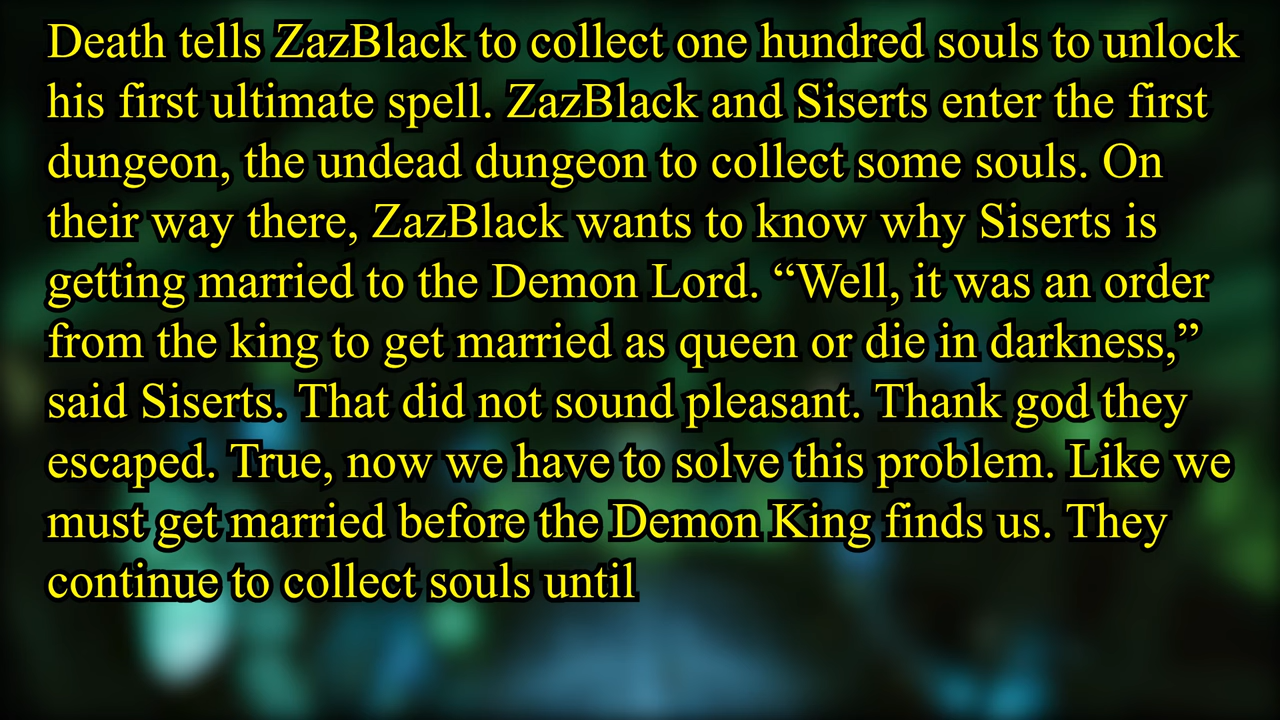 Death tells ZazBlack to collect one hundred souls to unlock
his first ultimate spell. ZazBlack and Siserts enter the first
dungeon, the undead dungeon to collect some souls. On
their way there, ZazBlack wants to know why Siserts is
getting married to the Demon Lord. “Well, it was an order
from the king to get married as queen or die in darkness,”
said Siserts. That did not sound pleasant. Thank god they
escaped. True, now we have to solve this problem. Like we
must get married before the Demon King finds us. They
continue to collect souls until